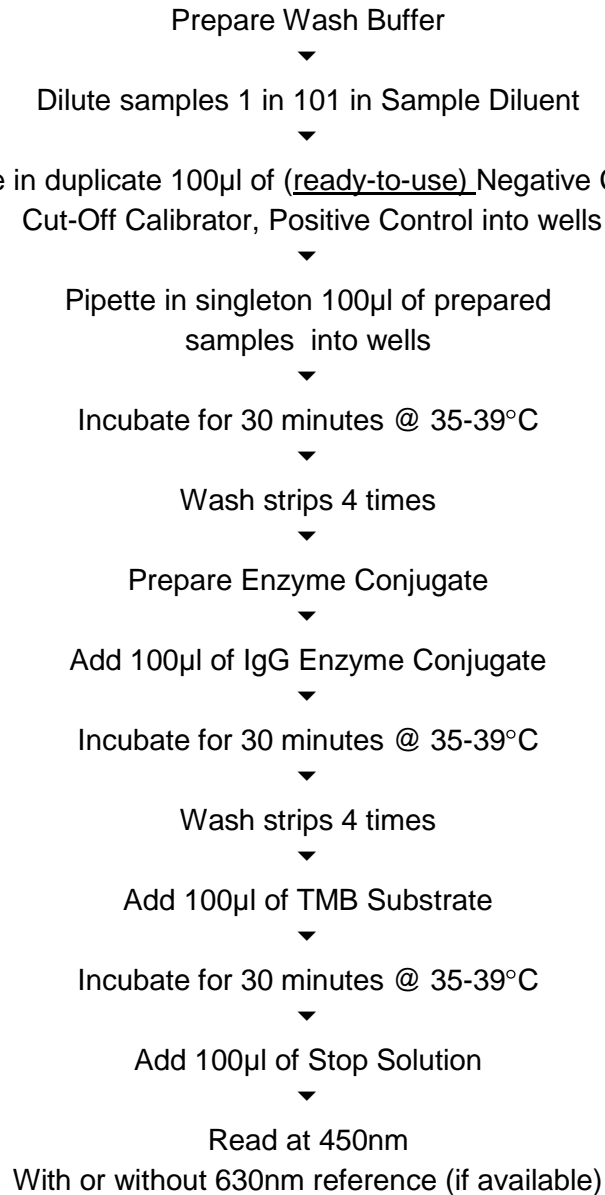 Prepare Wash Buffer
Dilute samples 1 in 101 in Sample Diluent
in duplicate 100µl of (ready-to-use) Negative
Cut-Off Calibrator, Positive Control into wells
Pipette in singleton 100µl of prepared
samples into wells
Incubate for 30 minutes @ 35-39°C
Wash strips 4 times
Prepare Enzyme Conjugate
Add 100µl of IgG Enzyme Conjugate
Incubate for 30 minutes @ 35-39°C
Wash strips 4 times
Add 100µl of TMB Substrate
Incubate for 30 minutes @ 35-39°C
Add 100µl of Stop Solution
Read at 450nm
With or without 630nm reference (if available)